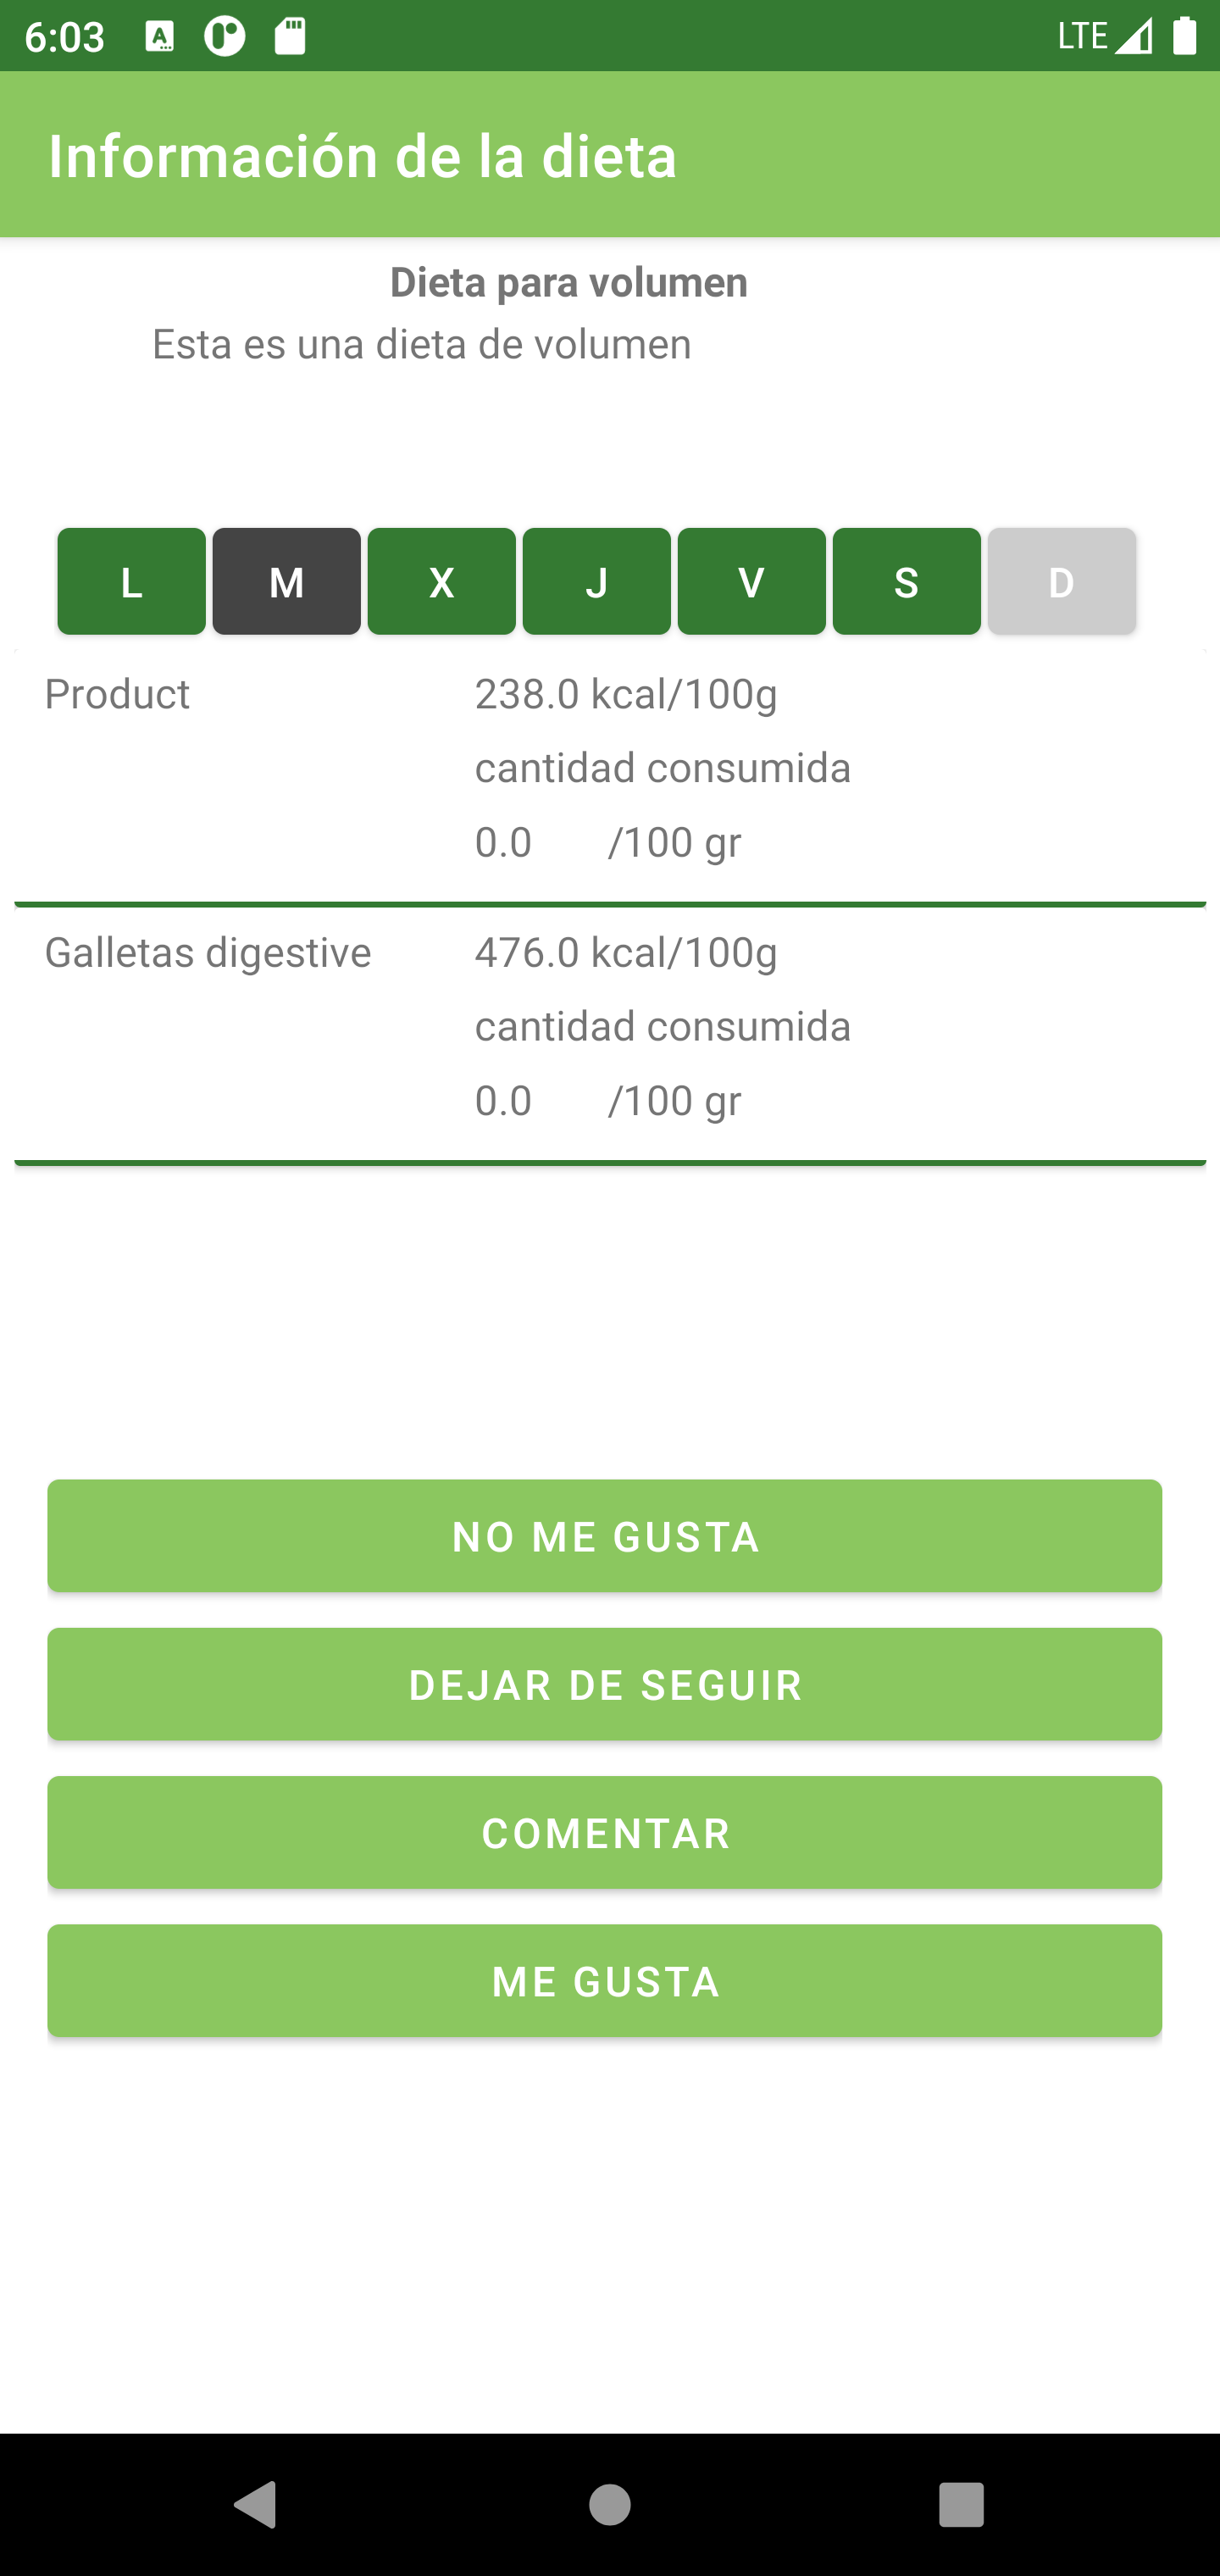 6:03 A LTE
Información de la dieta
Dieta para volumen
Esta es una dieta de volumen
L M X J V S D
Product 238.0 kcal/100g
cantidad consumida
0.0 /100 gr
Galletas digestive 476.0 kcal/100g
cantidad consumida
0.0 /100 gr
NO ME GUSTA
DEJAR DE SEGUIR
COMENTAR
ME GUSTA